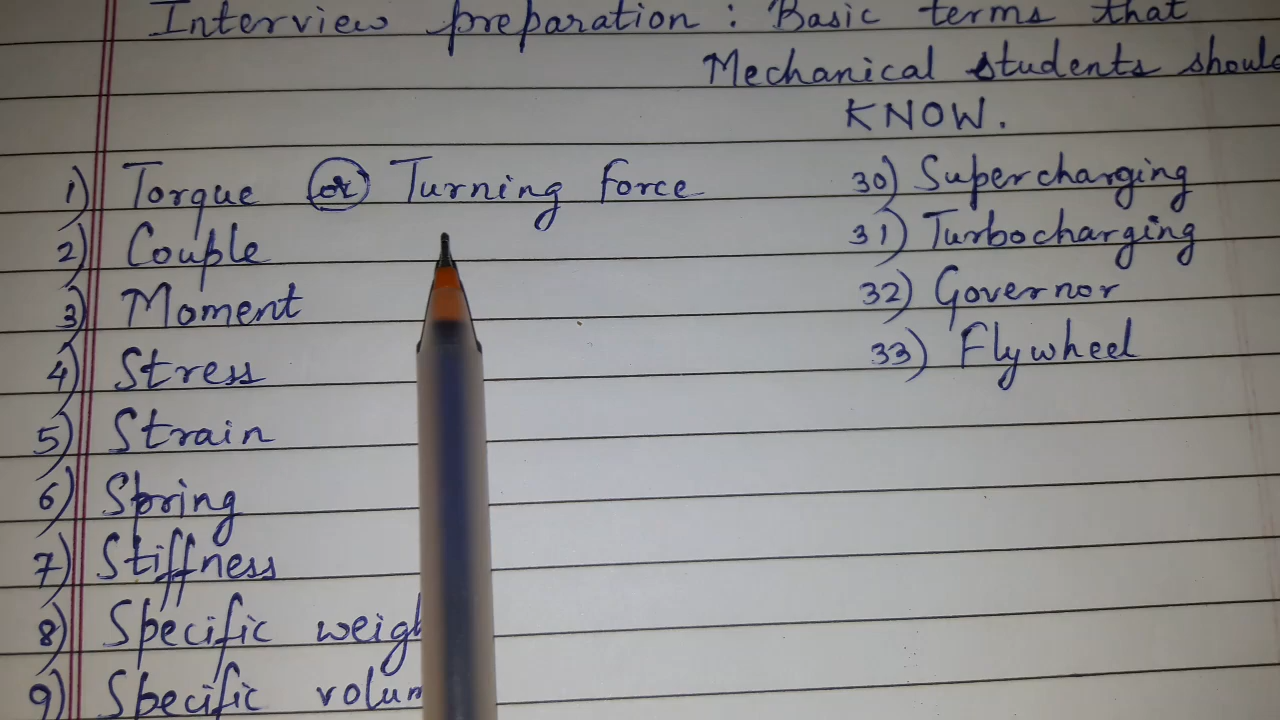 Interview preparation : Basic terms that
Mechanical students should
KNOW.
1) Torque or Turning force
2) Couple
3) Moment
4) Stress
5) Strain
6) Spring
7) Stiffness
8) Specific
9) Specific
30) Supercharging
31) Turbocharging
32) Governor
33) Flywheel